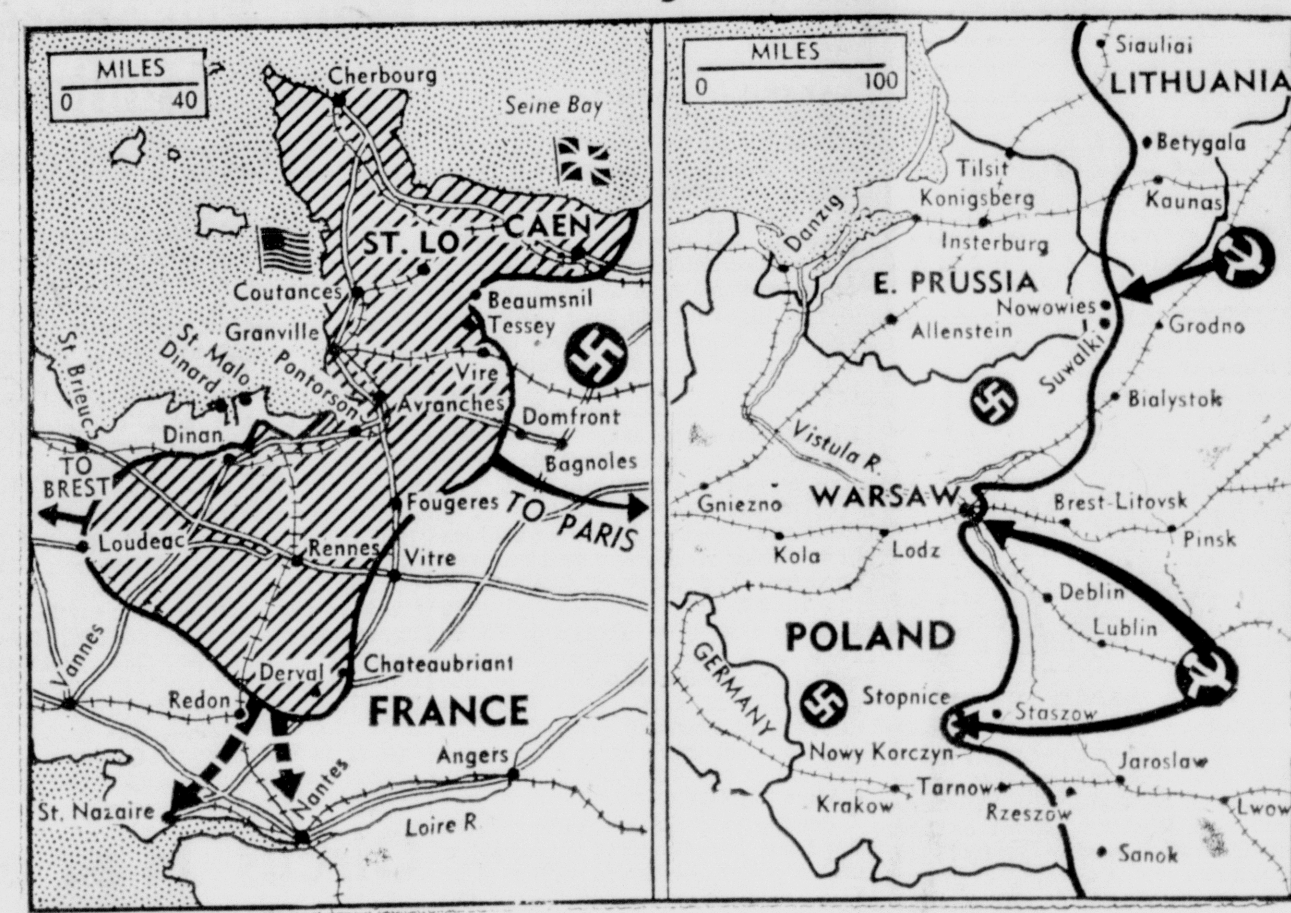 MILES
0 40
Cherbourg
Seine Bay
ST. LO
CAEN
Coutances
Beaumsnil
Tessey
Granville
St. Malo
Dinard
St Brieuc
Pontorson
Vire
Avranches
Domfront
Dinan
Bagnoles
TO
BREST
Fougeres
TO PARIS
Loudeac
Rennes
Vitre
Vannes
Derval
Chateaubriant
Redon
FRANCE
Angers
Nantes
St. Nazaire
Loire R.
MILES
0 100
Siauliai
LITHUANIA
Betygala
Tilsit
Kaunas
Konigsberg
Danzig
Insterburg
E. PRUSSIA
Nowowies
Allenstein
Grodno
Suwalki
Bialystok
Vistula R.
WARSAW
Gniezno
Brest-Litovsk
Kola
Lodz
Pinsk
Deblin
Lublin
POLAND
GERMANY
Stopnice
Staszow
Nowy Korczyn
Jaroslaw
Krakow
Tarnow
Rzeszow
Lwow
Sanok